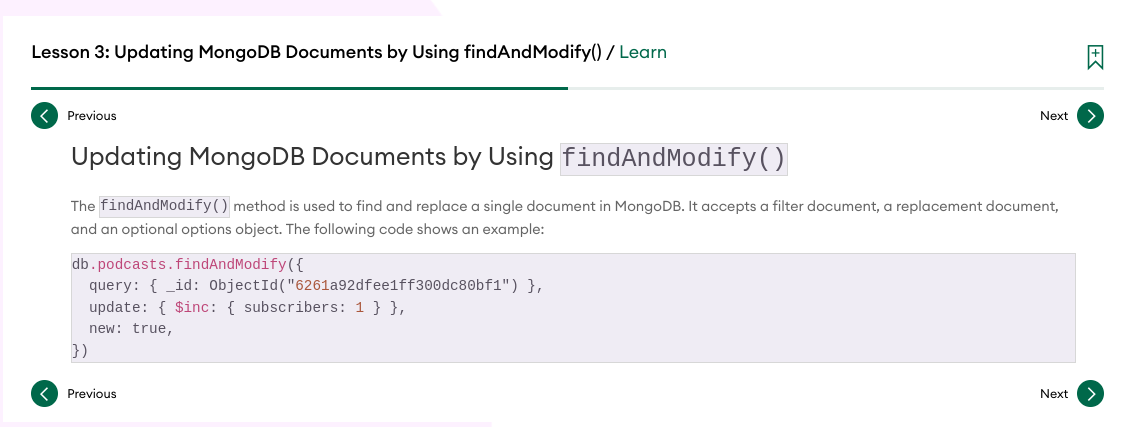 Lesson 3: Updating MongoDB Documents by Using findAndModify() / Learn
Previous
Next
Updating MongoDB Documents by Using findAndModify()
The findAndModify() method is used to find and replace a single document in MongoDB. It accepts a filter document, a replacement document,
and an optional options object. The following code shows an example:
db.podcasts.findAndModify({
  query: { _id: ObjectId("6261a92dfee1ff300dc80bf1") },
  update: { $inc: { subscribers: 1 } },
  new: true,
})
Previous
Next